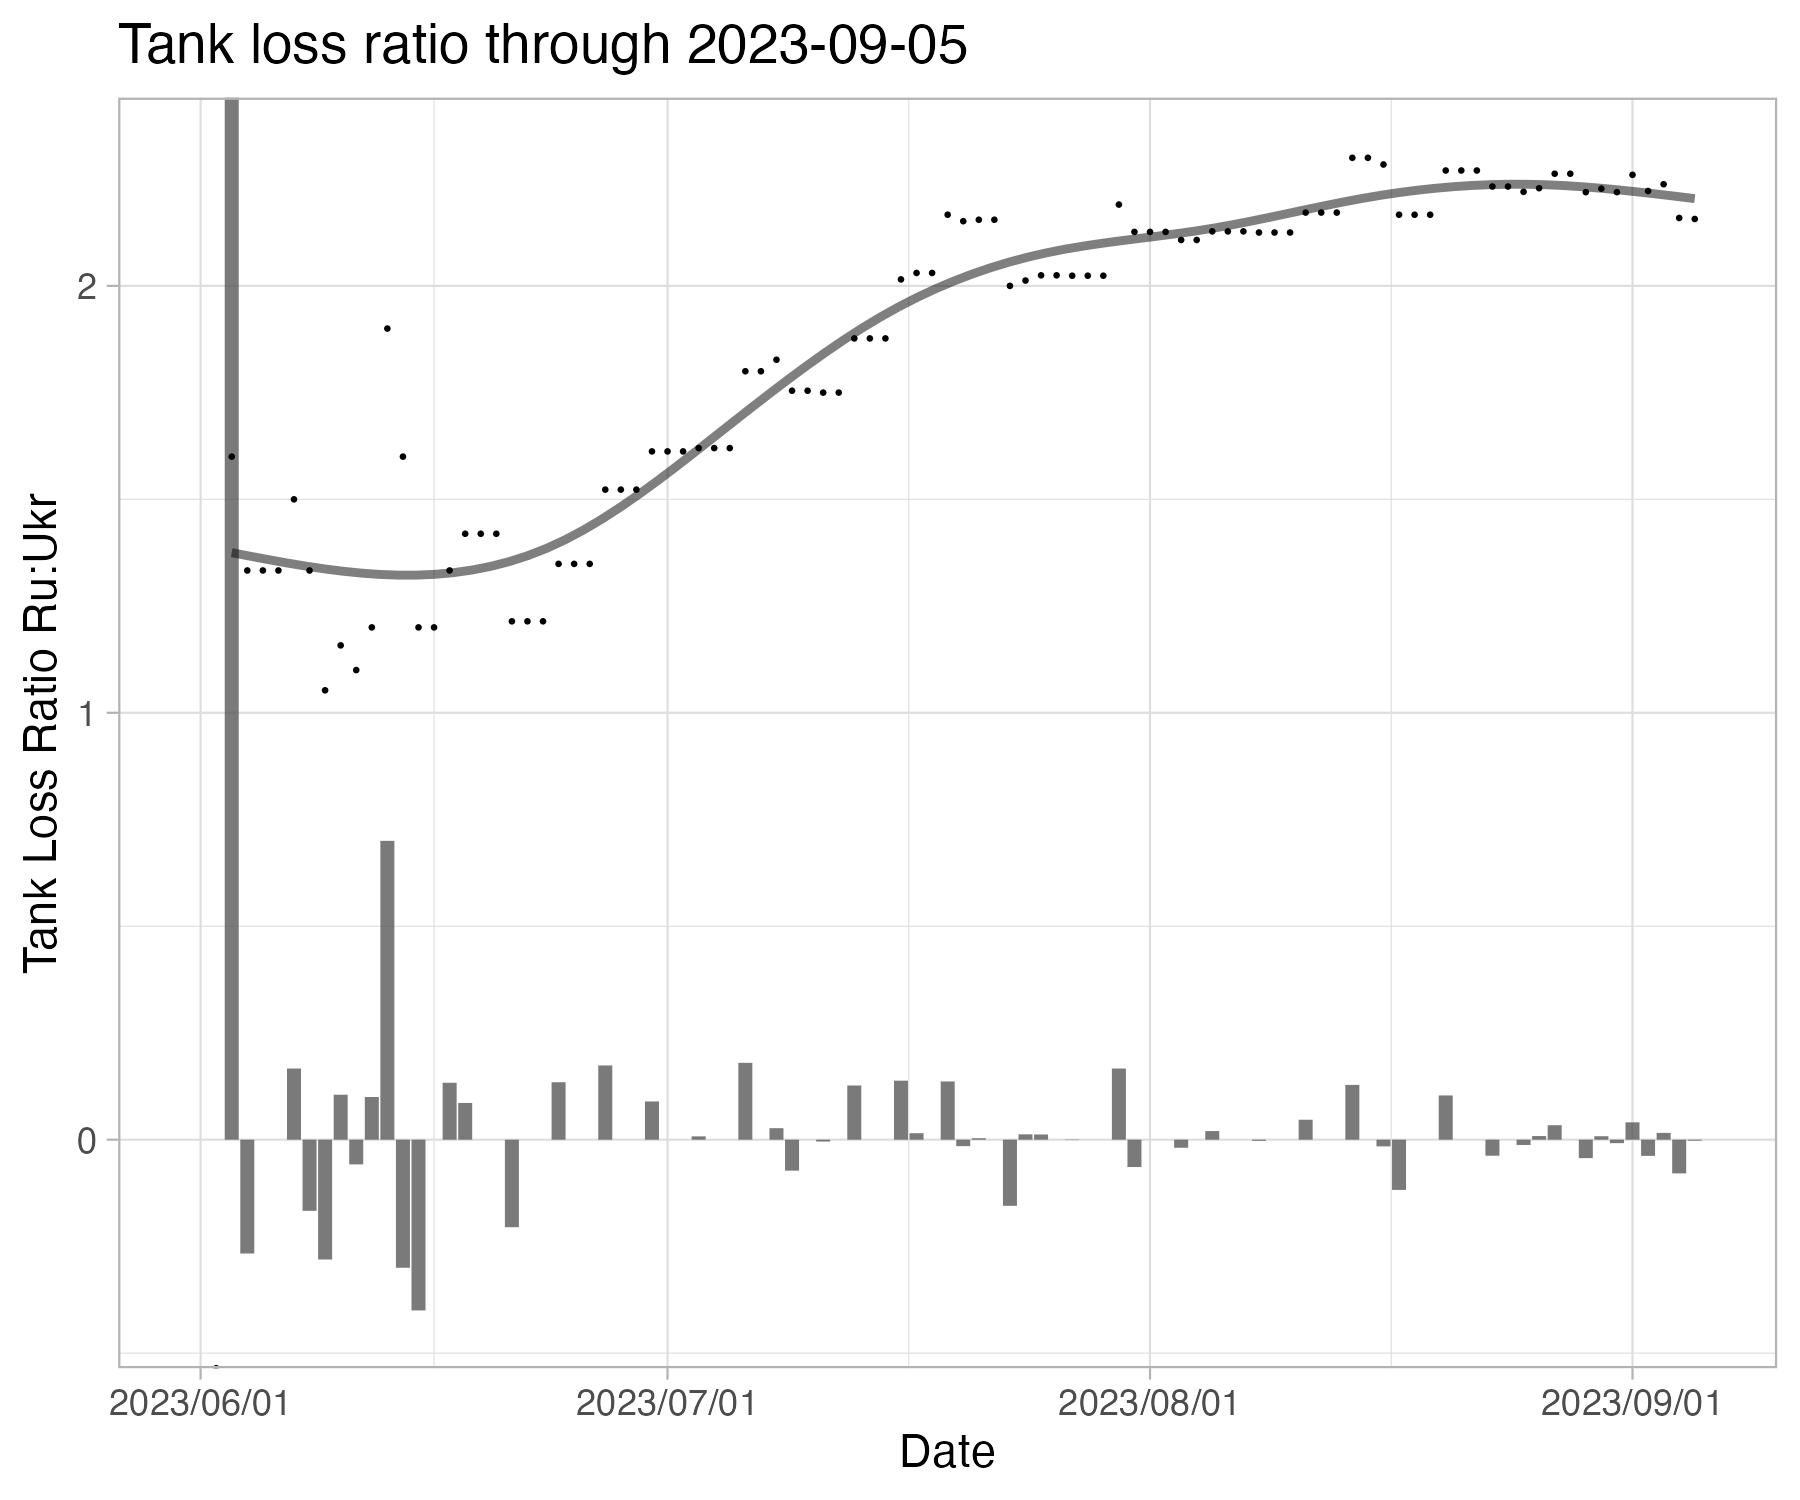 Tank loss ratio through 2023-09-05
Tank Loss Ratio Ru:Ukr
2
1
0
2023/06/01
2023/07/01
2023/08/01
2023/09/01
Date